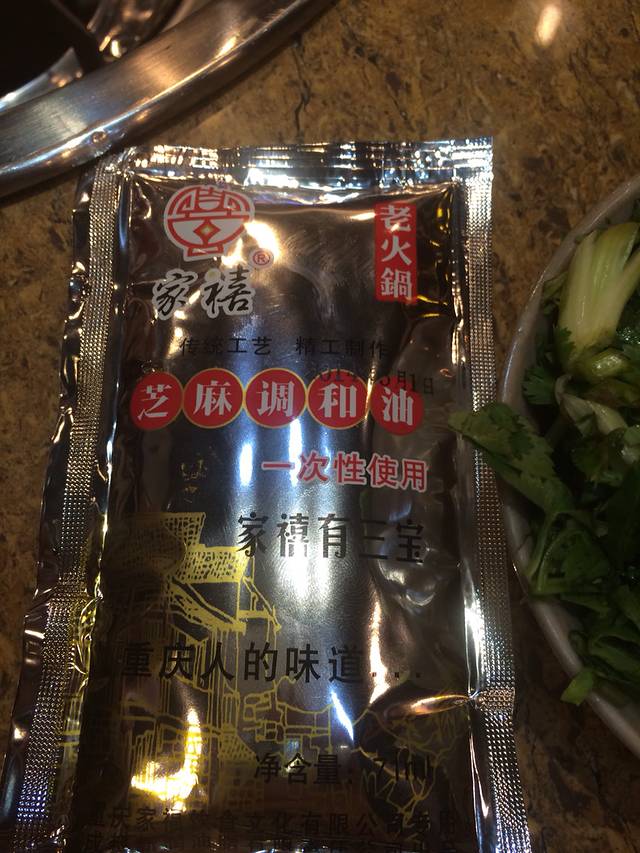 老火鍋
®
家禧
传统工艺 精工制作
芝麻调和油
一次性使用
家禧有三宝
重庆人的味道...
净含量: 71ml